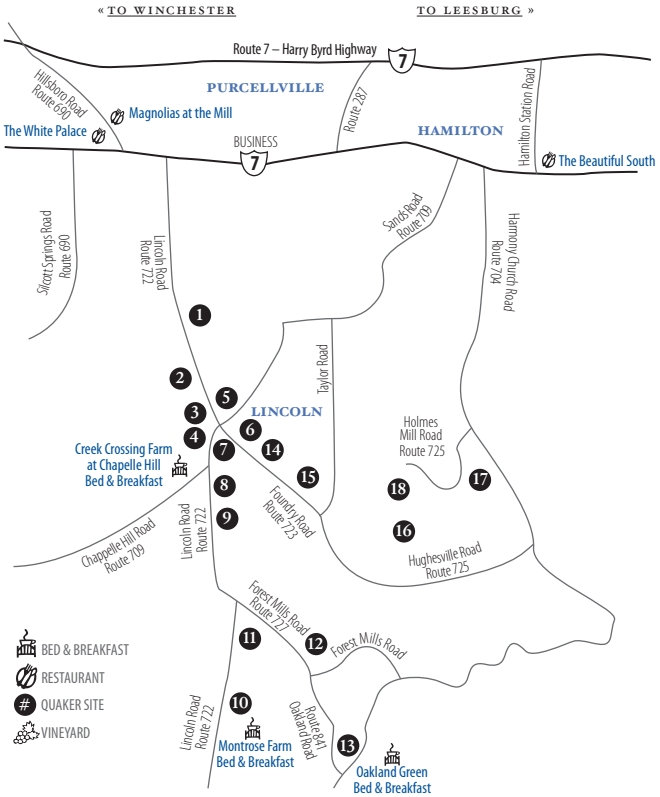 « TO WINCHESTER
TO LEESBURG »
Route 7 – Harry Byrd Highway
7
PURCELLVILLE
Hillsboro Road
Route 690
Magnolias at the Mill
The White Palace
Route 287
HAMILTON
Hamilton Station Road
BUSINESS
7
The Beautiful South
Silcott Springs Road
Route 690
Lincoln Road
Route 722
Sands Road
Route 709
Harmony Church Road
Route 704
1
Taylor Road
2
5
3
LINCOLN
4
6
7
14
Holmes
Mill Road
Route 725
Creek Crossing Farm
at Chapelle Hill
Bed & Breakfast
8
15
17
18
9
Lincoln Road
Route 722
Foundry Road
Route 723
16
Chappelle Hill Road
Route 709
Hughesville Road
Route 725
Forest Mills Road
Route 727
11
12
Forest Mills Road
BED & BREAKFAST
RESTAURANT
# QUAKER SITE
VINEYARD
10
Lincoln Road
Route 722
Route 841
Oakland Road
13
Montrose Farm
Bed & Breakfast
Oakland Green
Bed & Breakfast